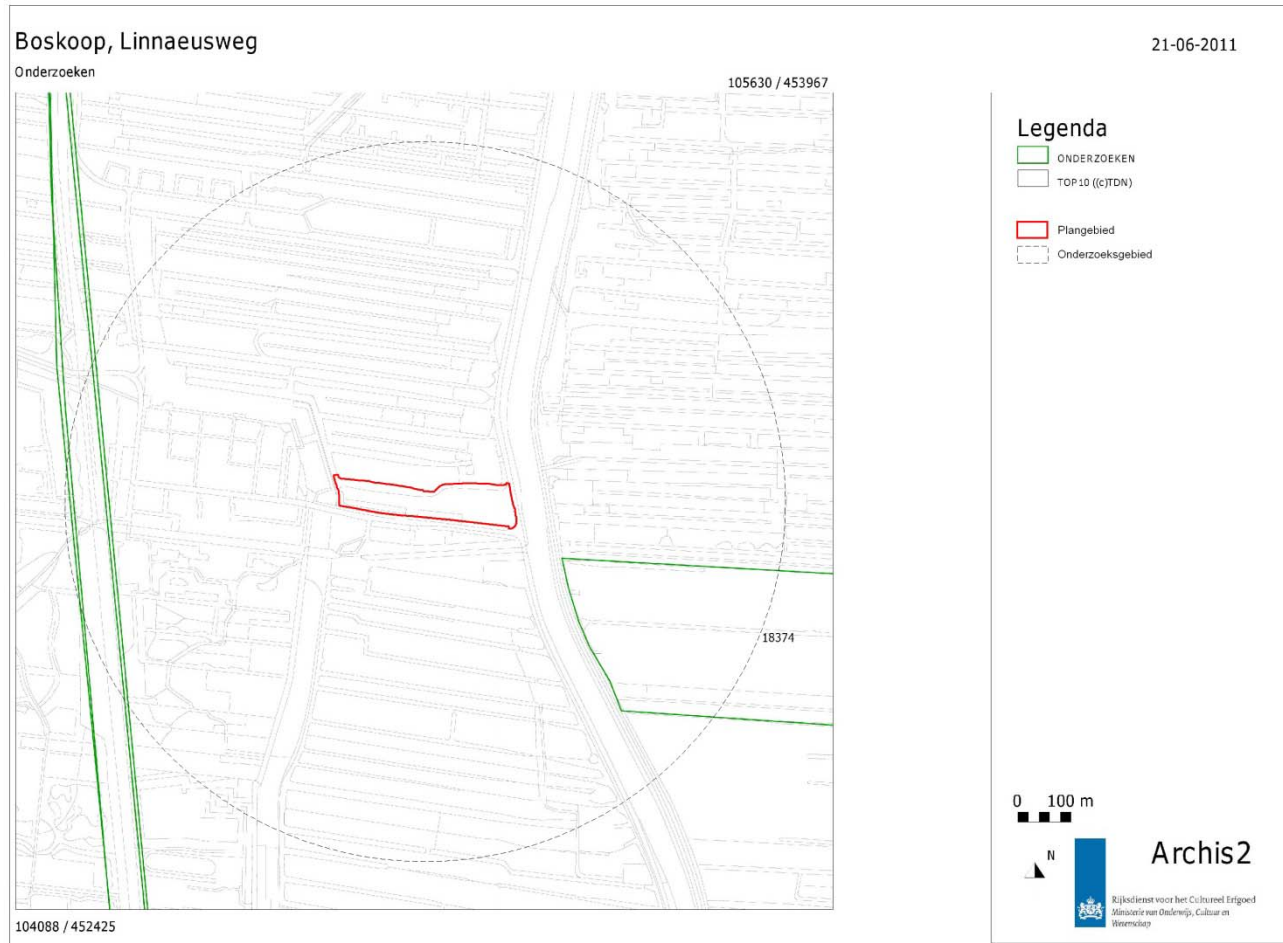 Boskoop, Linnaeusweg
21-06-2011
Onderzoeken
105630 / 453967
Legenda
ONDERZOEKEN
TOP10 ((c)TDN)
Plangebied
Onderzoeksgebied
18374
0 100 m
N
Archis2
Rijksdienst voor het Cultureel Erfgoed
Ministerie van Onderwijs, Cultuur en
Wetenschap
104088 / 452425